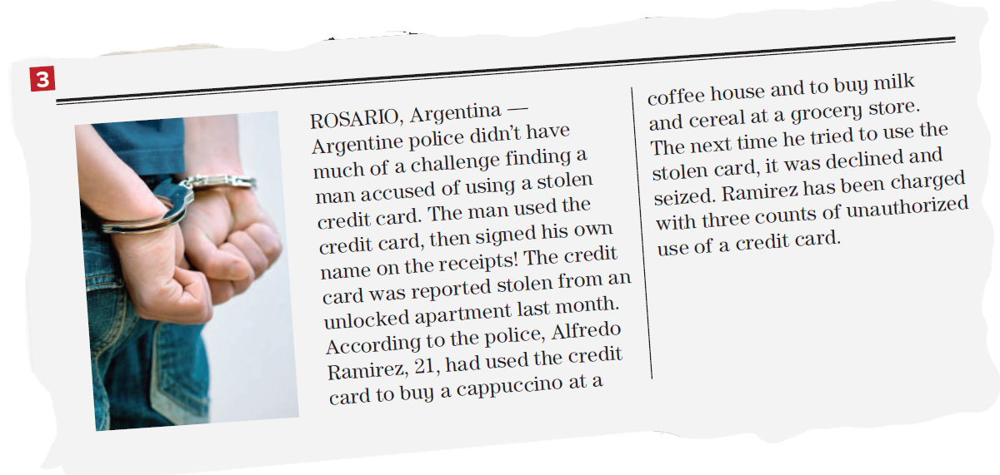 3
ROSARIO, Argentina —
Argentine police didn't have
much of a challenge finding a
man accused of using a stolen
credit card. The man used the
credit card, then signed his own
name on the receipts! The credit
card was reported stolen from an
unlocked apartment last month.
According to the police, Alfredo
Ramirez, 21, had used the credit
card to buy a cappuccino at a
coffee house and to buy milk
and cereal at a grocery store.
The next time he tried to use the
stolen card, it was declined and
seized. Ramirez has been charged
with three counts of unauthorized
use of a credit card.